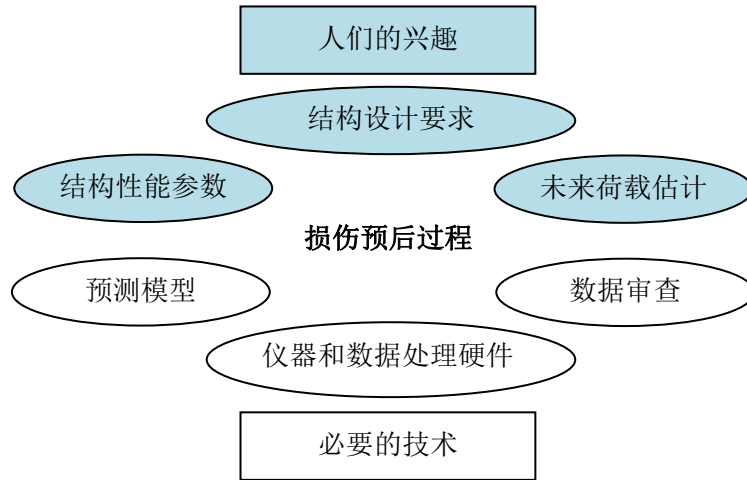 人们的兴趣
结构设计要求
结构性能参数
未来荷载估计
损伤预后过程
预测模型
数据审查
仪器和数据处理硬件
必要的技术